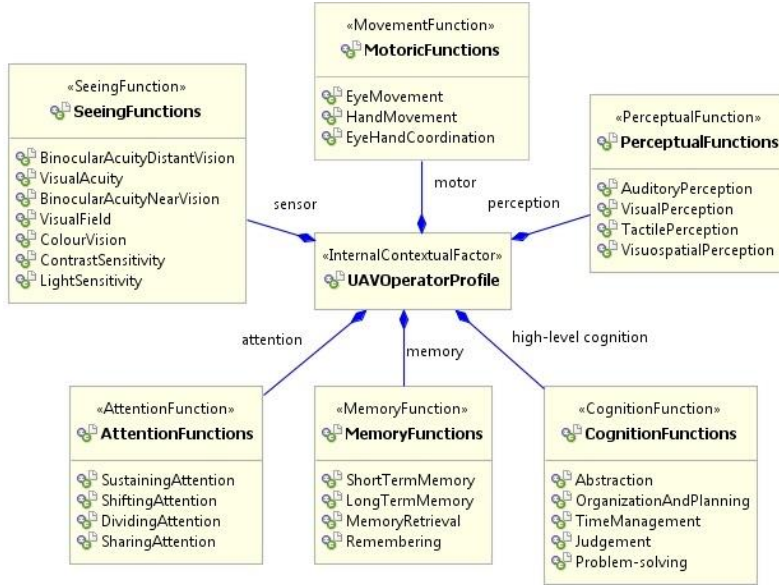 «MovementFunction»
MotoricFunctions
EyeMovement
HandMovement
EyeHandCoordination
«SeeingFunction»
SeeingFunctions
BinocularAcuityDistantVision
VisualAcuity
BinocularAcuityNearVision
VisualField
ColourVision
ContrastSensitivity
LightSensitivity
«PerceptualFunction»
PerceptualFunctions
AuditoryPerception
VisualPerception
TactilePerception
VisuospatialPerception
sensor
motor
perception
«InternalContextualFactor»
UAVOperatorProfile
attention
memory
high-level cognition
«AttentionFunction»
AttentionFunctions
SustainingAttention
ShiftingAttention
DividingAttention
SharingAttention
«MemoryFunction»
MemoryFunctions
ShortTermMemory
LongTermMemory
MemoryRetrieval
Remembering
«CognitionFunction»
CognitionFunctions
Abstraction
OrganizationAndPlanning
TimeManagement
Judgement
Problem-solving